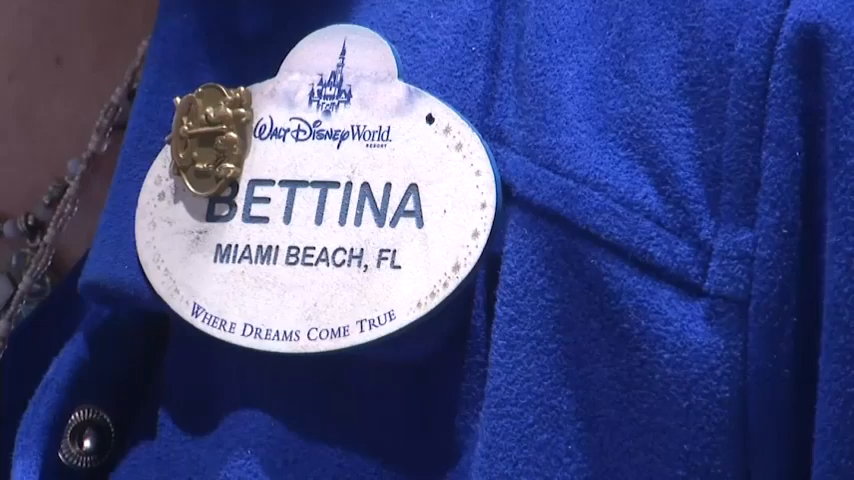 Walt Disney World
RESORT
BETTINA
MIAMI BEACH, FL
WHERE DREAMS COME TRUE